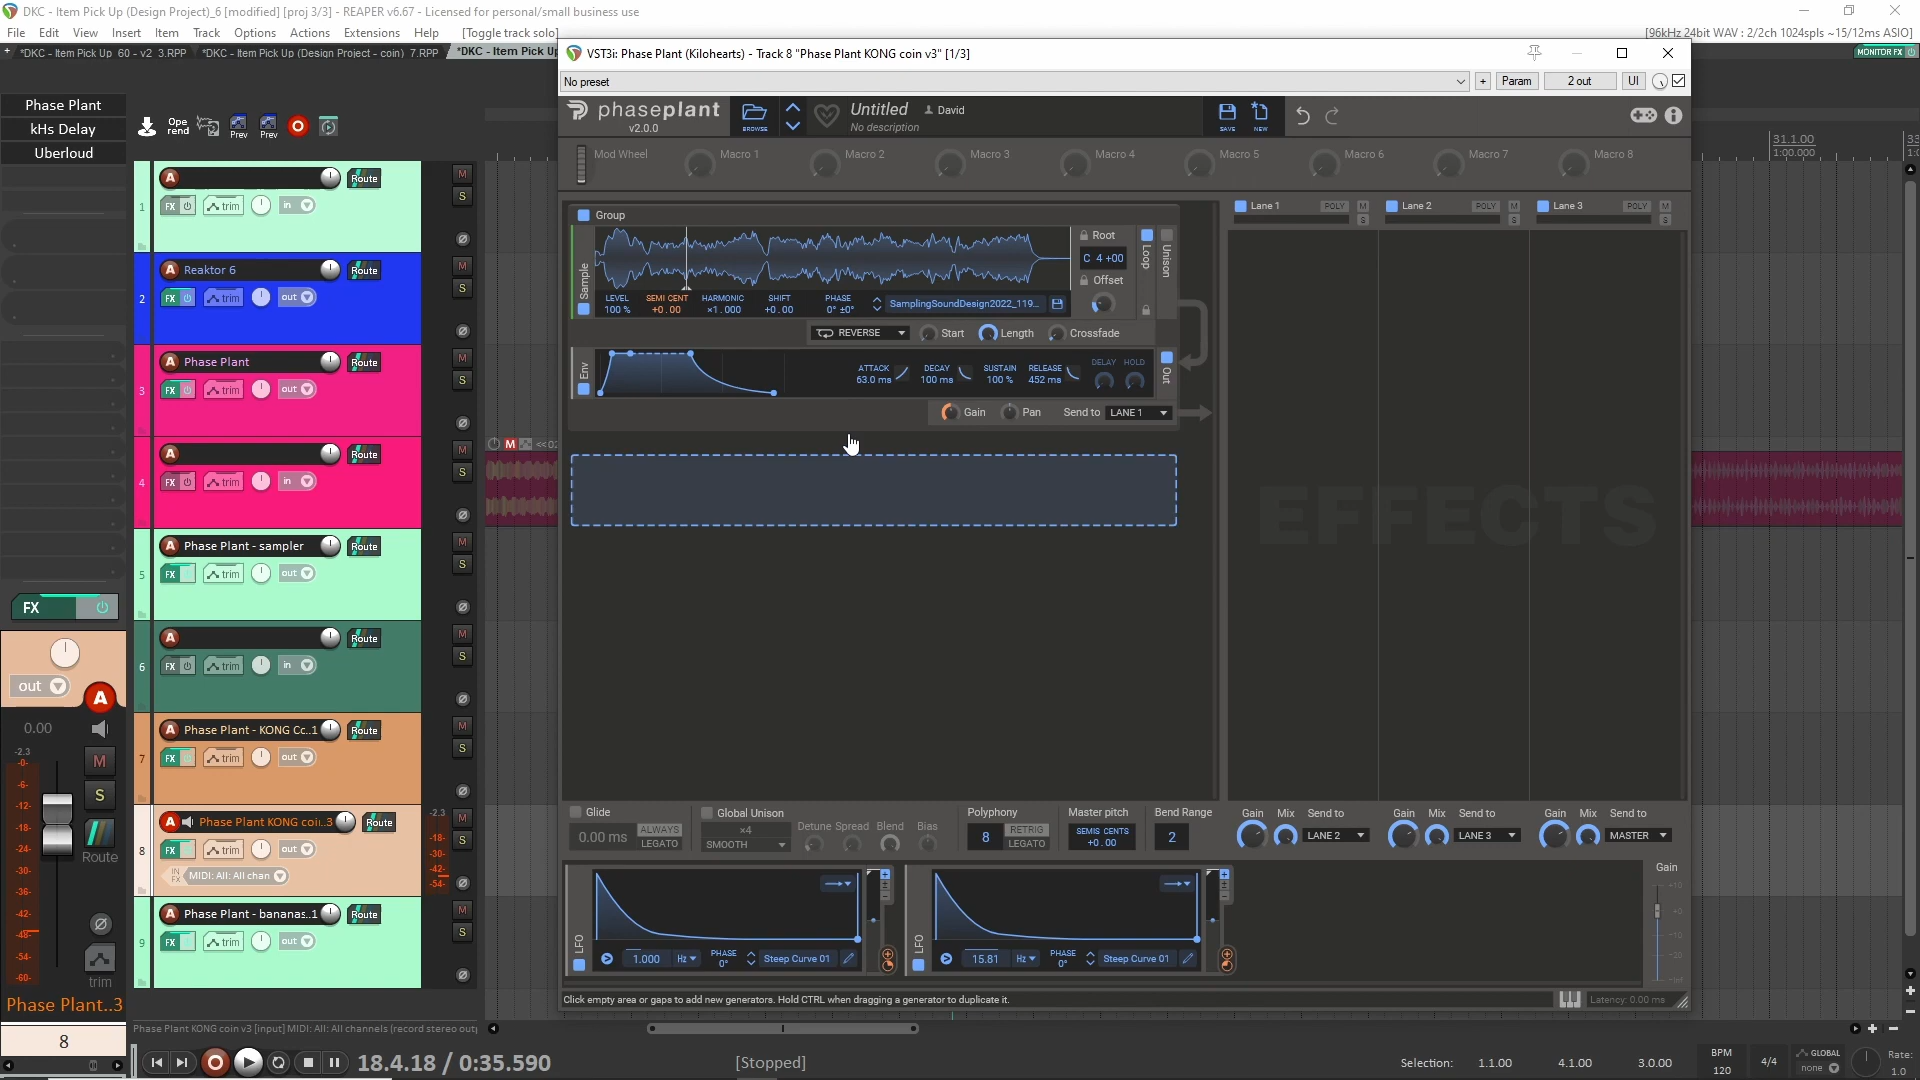 DKC - Item Pick Up (Design Project)_6 [modified] [proj 3/3] - REAPER v6.67 - Licensed for personal/small business use
File Edit View Insert Item Track Options Actions Extensions Help [Toggle track solo]
[96kHz 24bit WAV : 2/2ch 1024spls ~15/12ms ASIO]
+ *DKC - Item Pick Up 60 - v2 3.RPP *DKC - Item Pick Up (Design Project - coin) 7.RPP *DKC - Item Pick Up
MONITOR FX
VST3i: Phase Plant (Kilohearts) - Track 8 "Phase Plant KONG coin v3" [1/3]
No preset + Param 2 out UI
Phase Plant
kHs Delay
Uberloud
Ope rend Prev Prev
phaseplant
v2.0.0
BROWSE
Untitled David
No description
SAVE NEW
31.1.00
1:00.000
Mod Wheel Macro 1 Macro 2 Macro 3 Macro 4 Macro 5 Macro 6 Macro 7 Macro 8
Group
Lane 1 POLY M S Lane 2 POLY M S Lane 3 POLY M S
Sample
Root
C 4 +00
Offset
Loop
Unison
LEVEL 100 % SEMI CENT +0.00 HARMONIC ×1.000 SHIFT +0.00 PHASE 0° ±0° SamplingSoundDesign2022_119...
REVERSE Start Length Crossfade
Env
ATTACK 63.0 ms DECAY 100 ms SUSTAIN 100 % RELEASE 452 ms DELAY HOLD
Out
Gain Pan Send to LANE 1
EFFECTS
1 A Route M S
FX trim in
2 A Reaktor 6 Route M S
FX trim out
3 A Phase Plant Route M S
FX trim out
4 A Route M S
FX trim in
M <<02
5 A Phase Plant - sampler Route M S
FX trim out
6 A Route M S
FX trim in
7 A Phase Plant - KONG Cc..1 Route M S
FX trim out
8 A Phase Plant KONG coi..3 Route M S
FX trim out
IN FX MIDI: All: All chan
-2.3
-18-
-30-
-42-
-54-
9 A Phase Plant - bananas..1 Route M S
FX trim out
FX
out
A
0.00
-2.3
-0-
-6-
-12-
-18-
-24-
-30-
-36-
-42-
-48-
-54-
-60-
M
S
Route
trim
Phase Plant..3
8
Glide
0.00 ms ALWAYS LEGATO
Global Unison
×4
SMOOTH
Detune Spread Blend Bias
Polyphony
8 RETRIG LEGATO
Master pitch
SEMIS CENTS
+0.00
Bend Range
2
Gain Mix Send to
LANE 2
Gain Mix Send to
LANE 3
Gain Mix Send to
MASTER
LFO
1.000 Hz PHASE 0° Steep Curve 01
LFO
15.81 Hz PHASE 0° Steep Curve 01
Gain
Click empty area or gaps to add new generators. Hold CTRL when dragging a generator to duplicate it.
Latency: 0.00 ms
Phase Plant KONG coin v3 [input] MIDI: All: All channels (record stereo out
18.4.18 / 0:35.590 [Stopped]
Selection: 1.1.00 4.1.00 3.0.00
BPM
120
4/4
GLOBAL
none
Rate:
1.0